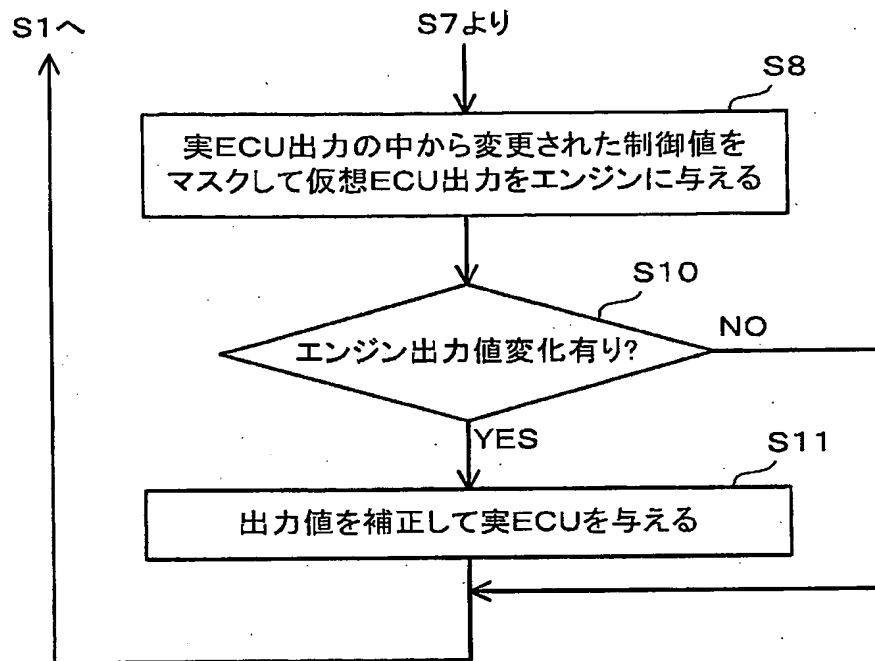 S1へ
S7より
S8
実ECU出力の中から変更された制御値を
マスクして仮想ECU出力をエンジンに与える
S10
エンジン出力値変化有り?
NO
YES
S11
出力値を補正して実ECUを与える